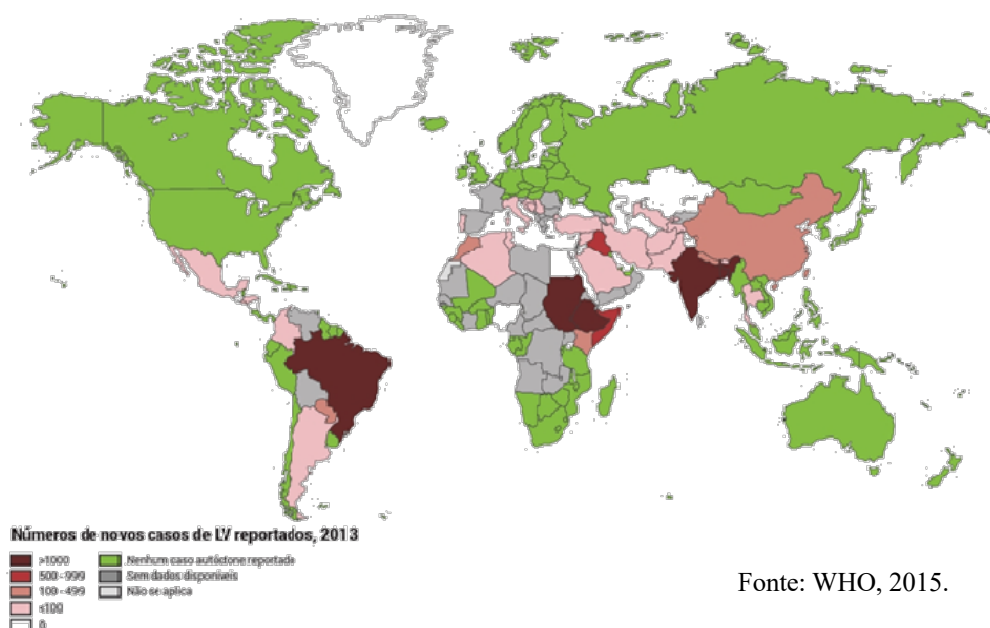 Números de novos casos de LV reportados, 2013
>1000
500 - 999
100 - 499
≤100
0
Nenhum caso autóctone reportado
Sem dados disponíveis
Não se aplica
Fonte: WHO, 2015.